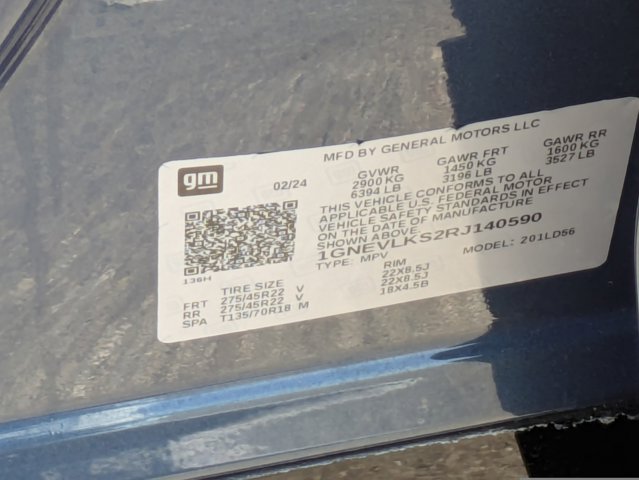 gm
MFD BY GENERAL MOTORS LLC
02/24
GVWR GAWR FRT GAWR RR
2900 KG 1450 KG 1600 KG
6394 LB 3196 LB 3527 LB
THIS VEHICLE CONFORMS TO ALL
APPLICABLE U.S. FEDERAL MOTOR
VEHICLE SAFETY STANDARDS IN EFFECT
ON THE DATE OF MANUFACTURE
SHOWN ABOVE.
1GNEVLKS2RJ140590
TYPE: MPV MODEL: 201LD56
136H
TIRE SIZE RIM
FRT 275/45R22 V 22X8.5J
RR 275/45R22 V 22X8.5J
SPA T135/70R18 M 18X4.5B